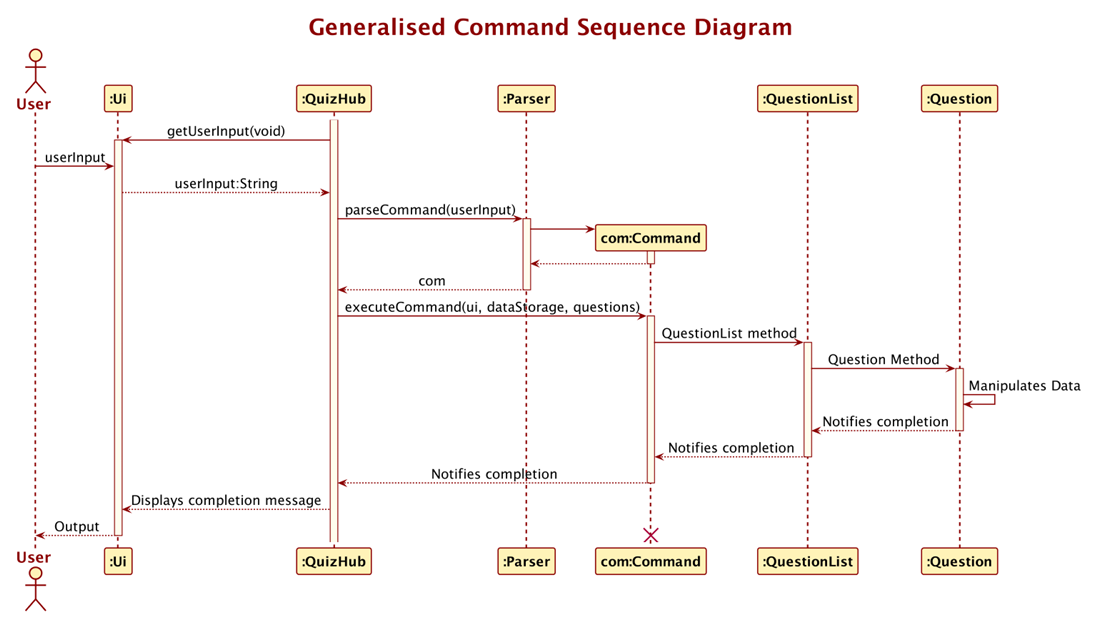 Generalised Command Sequence Diagram
User
:Ui
:QuizHub
:Parser
:QuestionList
:Question
getUserInput(void)
userInput
userInput:String
parseCommand(userInput)
com:Command
com
executeCommand(ui, dataStorage, questions)
QuestionList method
Question Method
Manipulates Data
Notifies completion
Notifies completion
Notifies completion
Displays completion message
Output
User
:Ui
:QuizHub
:Parser
com:Command
:QuestionList
:Question